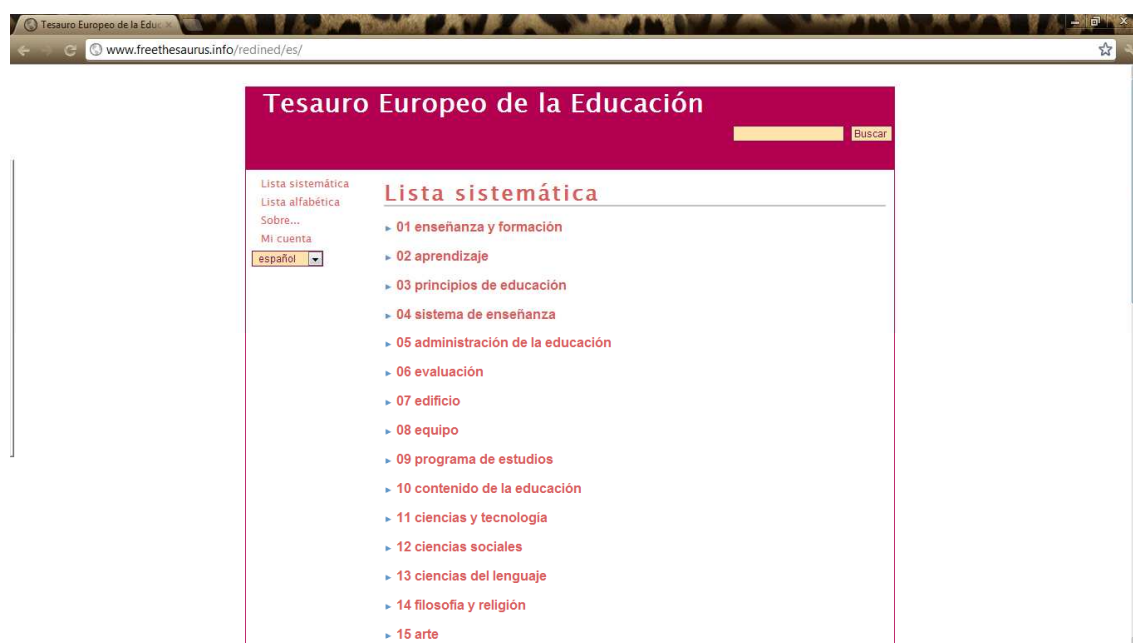 Tesauro Europeo de la Educ
www.freethesaurus.info/redined/es/
Tesauro Europeo de la Educación
Buscar
Lista sistemática
Lista alfabética
Sobre...
Mi cuenta
español
Lista sistemática
01 enseñanza y formación
02 aprendizaje
03 principios de educación
04 sistema de enseñanza
05 administración de la educación
06 evaluación
07 edificio
08 equipo
09 programa de estudios
10 contenido de la educación
11 ciencias y tecnología
12 ciencias sociales
13 ciencias del lenguaje
14 filosofía y religión
15 arte